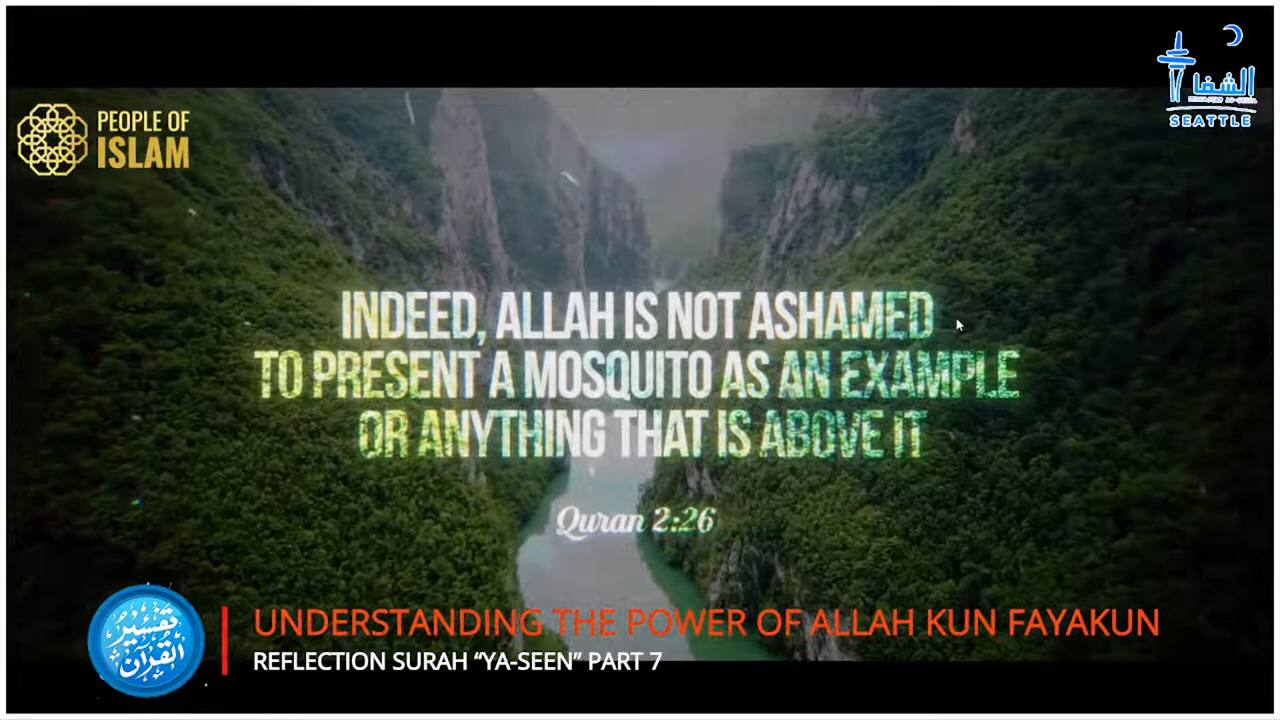 PEOPLE OF
ISLAM
الشفا
SEATTLE
INDEED, ALLAH IS NOT ASHAMED
TO PRESENT A MOSQUITO AS AN EXAMPLE
OR ANYTHING THAT IS ABOVE IT
Quran 2:26
تفسير
القرآن
UNDERSTANDING THE POWER OF ALLAH KUN FAYAKUN
REFLECTION SURAH “YA-SEEN” PART 7